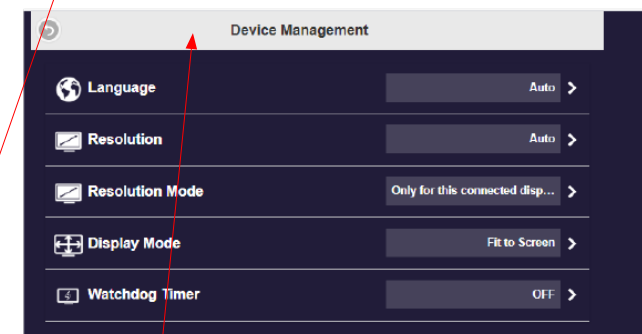 Device Management
Language Auto
Resolution Auto
Resolution Mode Only for this connected disp...
Display Mode Fit to Screen
Watchdog Timer OFF